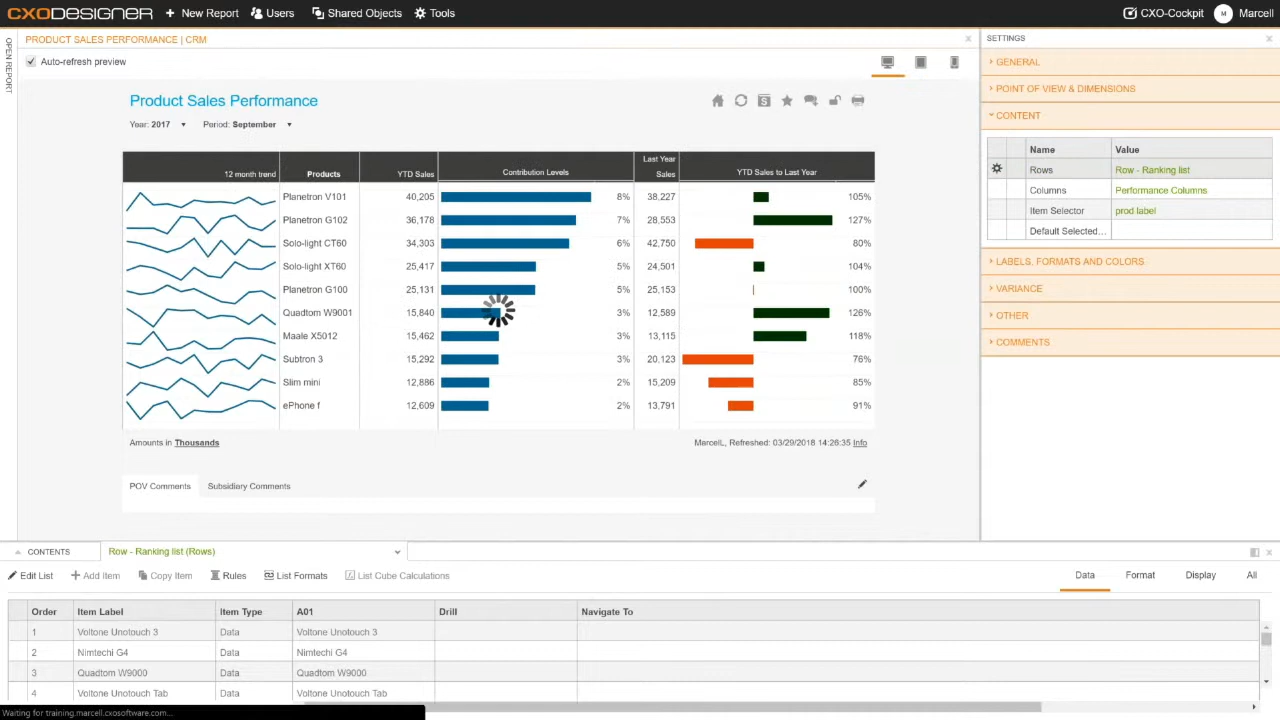 CXODESIGNER New Report Users Shared Objects Tools CXO-Cockpit M Marcell
OPEN REPORT
PRODUCT SALES PERFORMANCE | CRM
Auto-refresh preview
Product Sales Performance
Year: 2017 Period: September
12 month trend Products YTD Sales Contribution Levels Last Year Sales YTD Sales to Last Year
Planetron V101 40,205 8% 38,227 105%
Planetron G102 36,178 7% 28,553 127%
Solo-light CT60 34,303 6% 42,750 80%
Solo-light XT60 25,417 5% 24,501 104%
Planetron G100 25,131 5% 25,153 100%
Quadtom W9001 15,840 3% 12,589 126%
Maale X5012 15,462 3% 13,115 118%
Subtron 3 15,292 3% 20,123 76%
Slim mini 12,886 2% 15,209 85%
ePhone f 12,609 2% 13,791 91%
Amounts in Thousands
MarcelL, Refreshed: 03/29/2018 14:26:35 Info
POV Comments Subsidiary Comments
SETTINGS
GENERAL
POINT OF VIEW & DIMENSIONS
CONTENT
Name Value
Rows Row - Ranking list
Columns Performance Columns
Item Selector prod label
Default Selected...
LABELS, FORMATS AND COLORS
VARIANCE
OTHER
COMMENTS
CONTENTS Row - Ranking list (Rows)
Edit List Add Item Copy Item Rules List Formats List Cube Calculations Data Format Display All
Order Item Label Item Type A01 Drill Navigate To
1 Voltone Unotouch 3 Data Voltone Unotouch 3
2 Nimtechi G4 Data Nimtechi G4
3 Quadtom W9000 Data Quadtom W9000
4 Voltone Unotouch Tab Data Voltone Unotouch Tab
Waiting for training.marcell.cxosoftware.com...